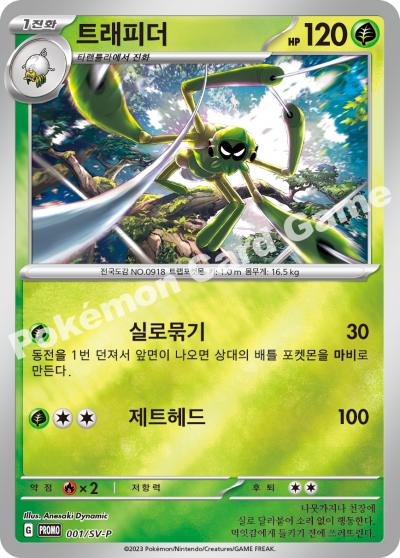 1진화
트래피더
HP 120
타랜툴라에서 진화
전국도감 NO.0918 트랩포켓몬 키: 1.0 m 몸무게: 16.5 kg
Pokémon Card Game
실로묶기 30
동전을 1번 던져서 앞면이 나오면 상대의 배틀 포켓몬을 마비로
만든다.
제트헤드 100
약점 ×2 저항력 후퇴
Illus. Anesaki Dynamic
G PROMO 001/SV-P
나뭇가지나 천장에
실로 달라붙어 소리 없이 행동한다.
먹잇감에게 들키기 전에 쓰러뜨린다.
©2023 Pokémon/Nintendo/Creatures/GAME FREAK.